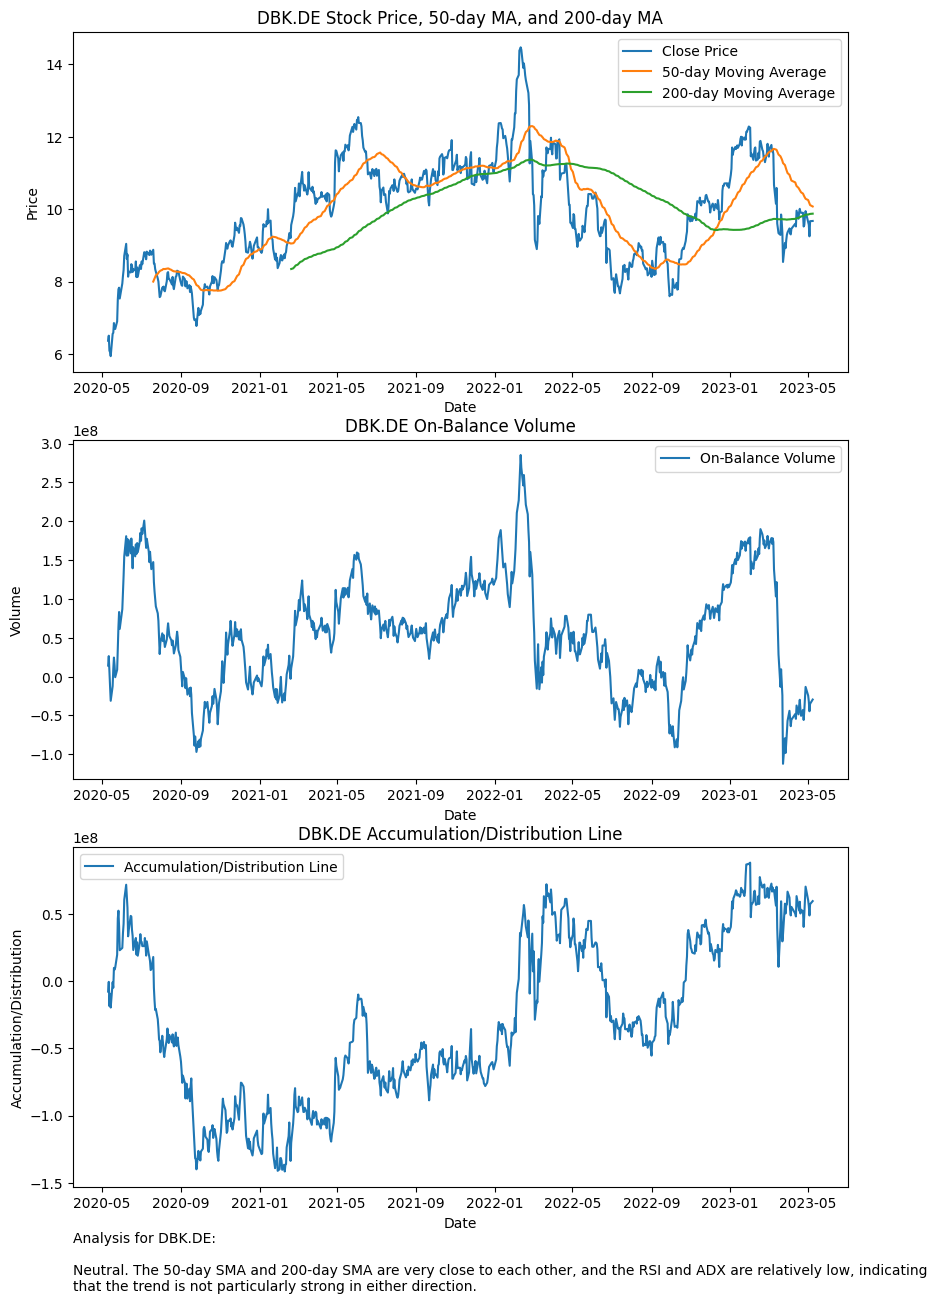 DBK.DE Stock Price, 50-day MA, and 200-day MA
Close Price
50-day Moving Average
200-day Moving Average
Price
14
12
10
8
6
2020-05 2020-09 2021-01 2021-05 2021-09 2022-01 2022-05 2022-09 2023-01 2023-05
Date
DBK.DE On-Balance Volume
1e8
On-Balance Volume
Volume
3.0
2.5
2.0
1.5
1.0
0.5
0.0
−0.5
−1.0
2020-05 2020-09 2021-01 2021-05 2021-09 2022-01 2022-05 2022-09 2023-01 2023-05
Date
DBK.DE Accumulation/Distribution Line
1e8
Accumulation/Distribution Line
Accumulation/Distribution
0.5
0.0
−0.5
−1.0
−1.5
2020-05 2020-09 2021-01 2021-05 2021-09 2022-01 2022-05 2022-09 2023-01 2023-05
Date
Analysis for DBK.DE:
Neutral. The 50-day SMA and 200-day SMA are very close to each other, and the RSI and ADX are relatively low, indicating
that the trend is not particularly strong in either direction.